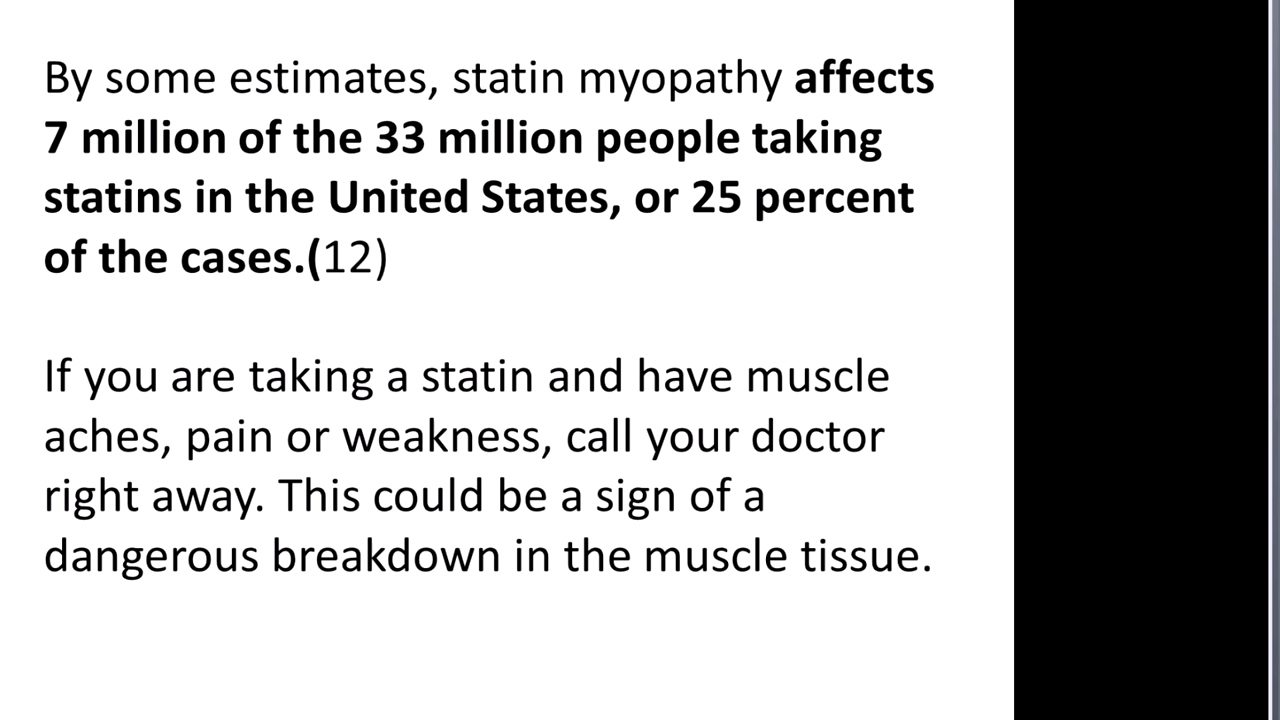 By some estimates, statin myopathy affects
7 million of the 33 million people taking
statins in the United States, or 25 percent
of the cases.(12)
If you are taking a statin and have muscle
aches, pain or weakness, call your doctor
right away. This could be a sign of a
dangerous breakdown in the muscle tissue.